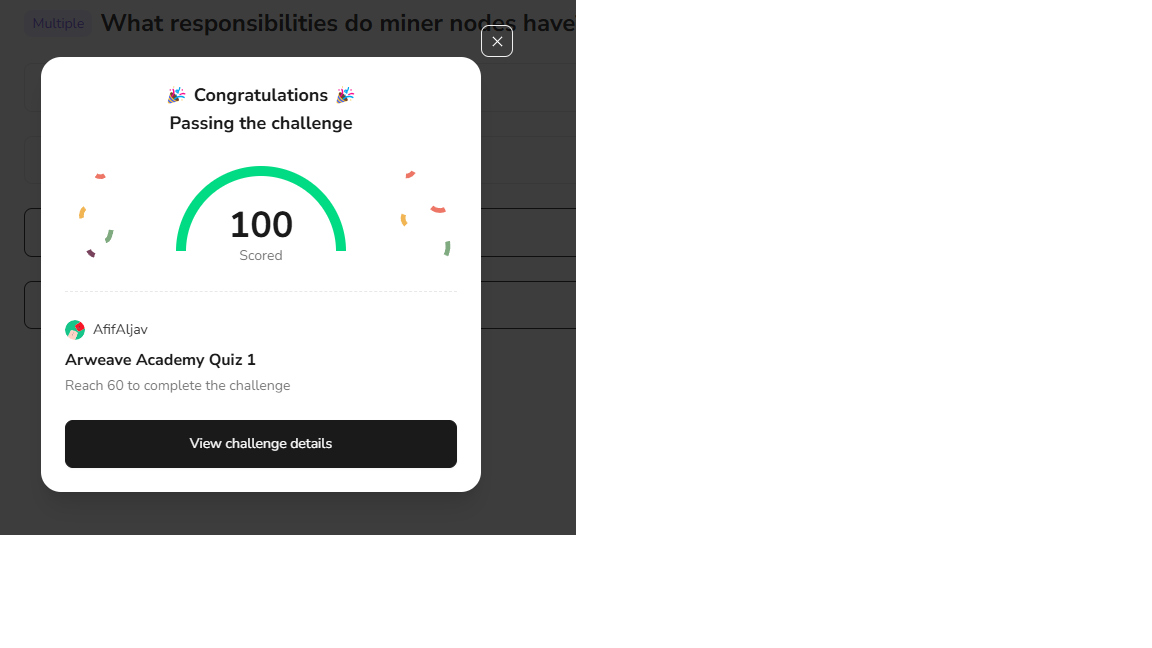 Multiple What responsibilities do miner nodes have
Congratulations
Passing the challenge
100
Scored
AfifAljav
Arweave Academy Quiz 1
Reach 60 to complete the challenge
View challenge details